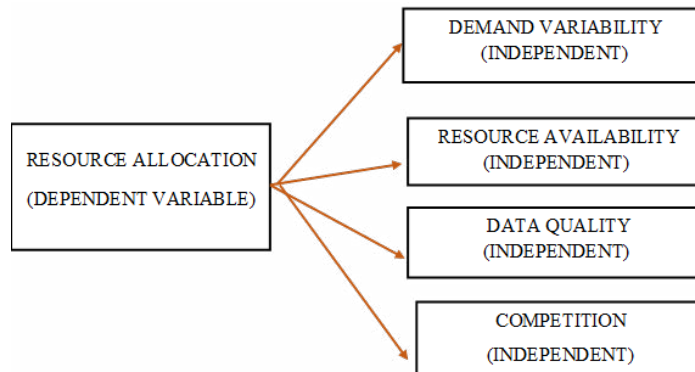 RESOURCE ALLOCATION
(DEPENDENT VARIABLE)
DEMAND VARIABILITY
(INDEPENDENT)
RESOURCE AVAILABILITY
(INDEPENDENT)
DATA QUALITY
(INDEPENDENT)
COMPETITION
(INDEPENDENT)